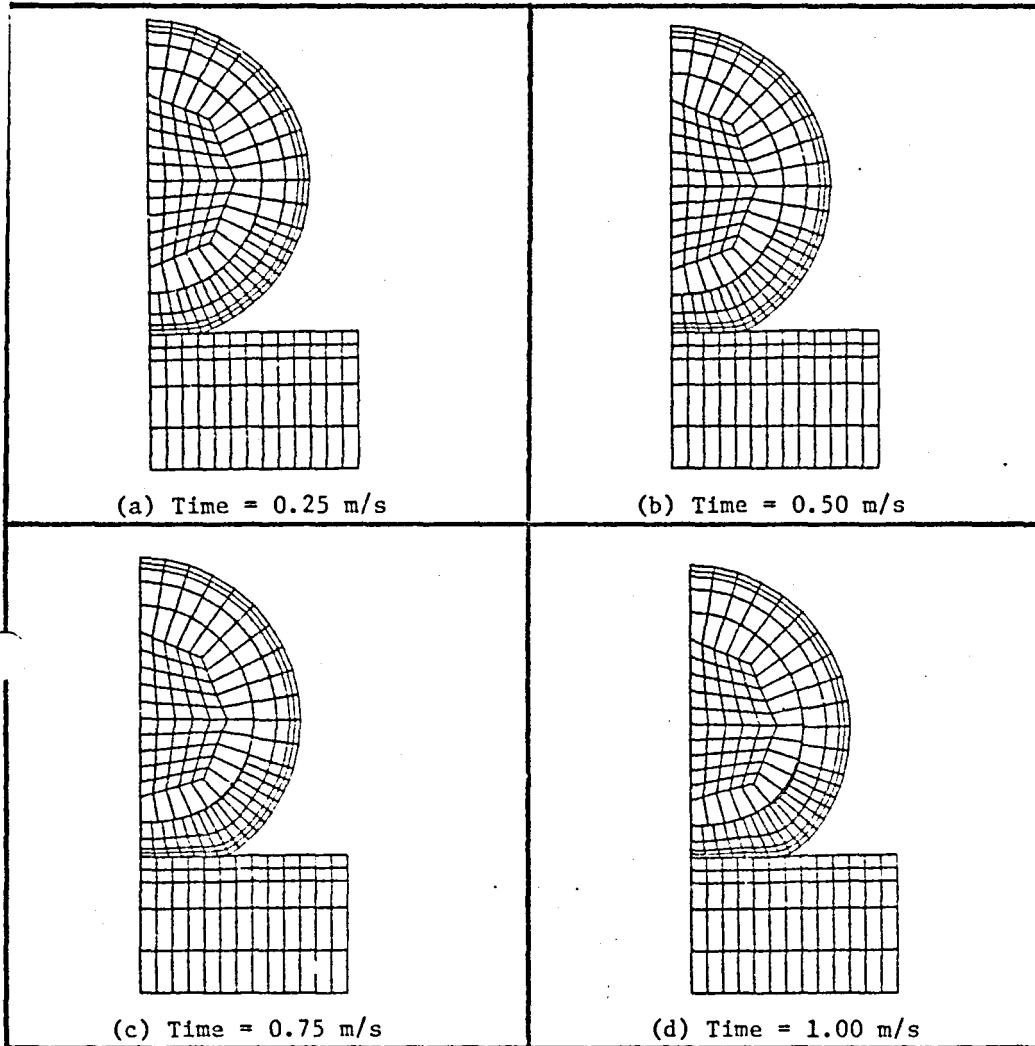 (a) Time = 0.25 m/s
(b) Time = 0.50 m/s
(c) Time = 0.75 m/s
(d) Time = 1.00 m/s